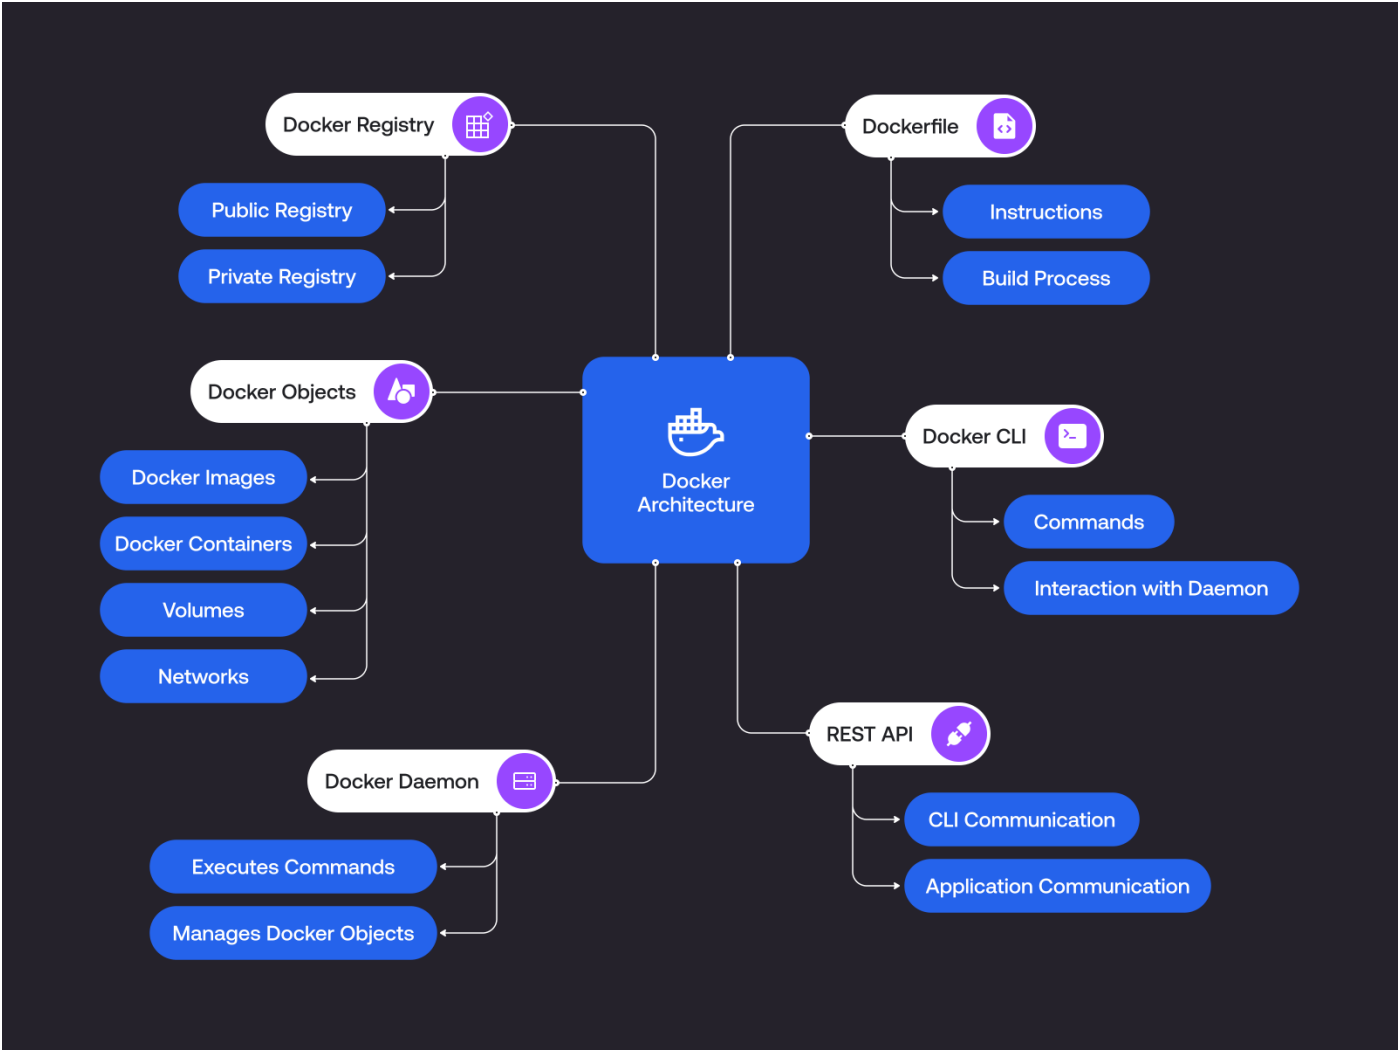 Docker Registry
Public Registry
Private Registry
Dockerfile
Instructions
Build Process
Docker Objects
Docker Images
Docker Containers
Volumes
Networks
Docker
Architecture
Docker CLI
Commands
Interaction with Daemon
Docker Daemon
Executes Commands
Manages Docker Objects
REST API
CLI Communication
Application Communication